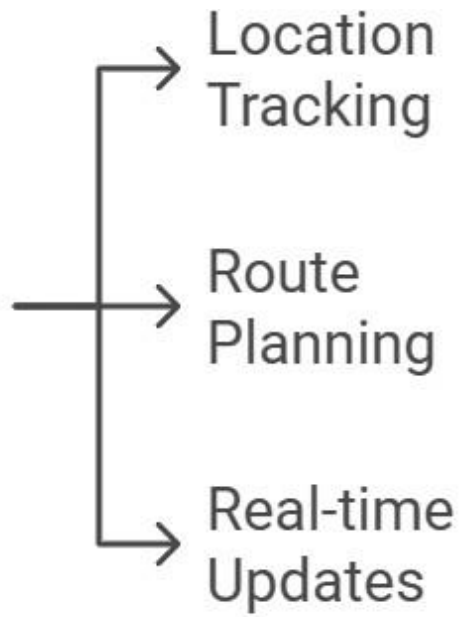 Location
Tracking
Route
Planning
Real-time
Updates